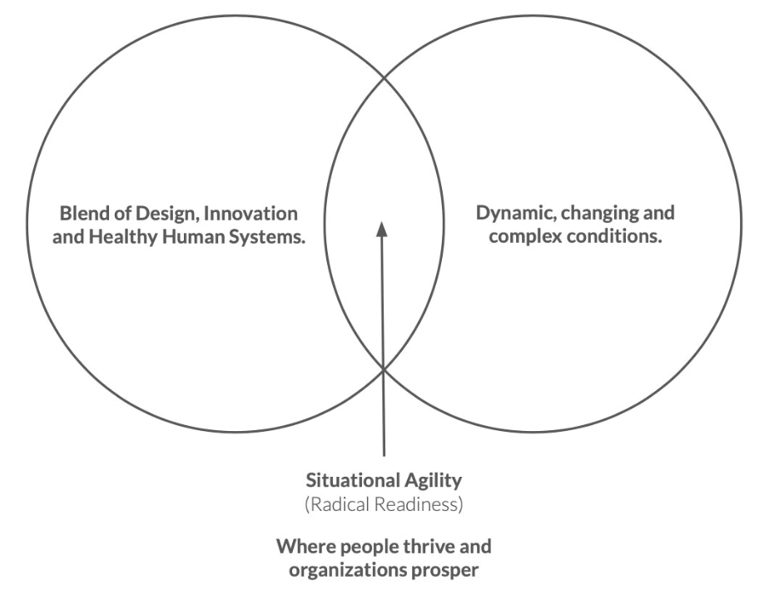 Blend of Design, Innovation
and Healthy Human Systems.
Dynamic, changing and
complex conditions.
Situational Agility
(Radical Readiness)
Where people thrive and
organizations prosper